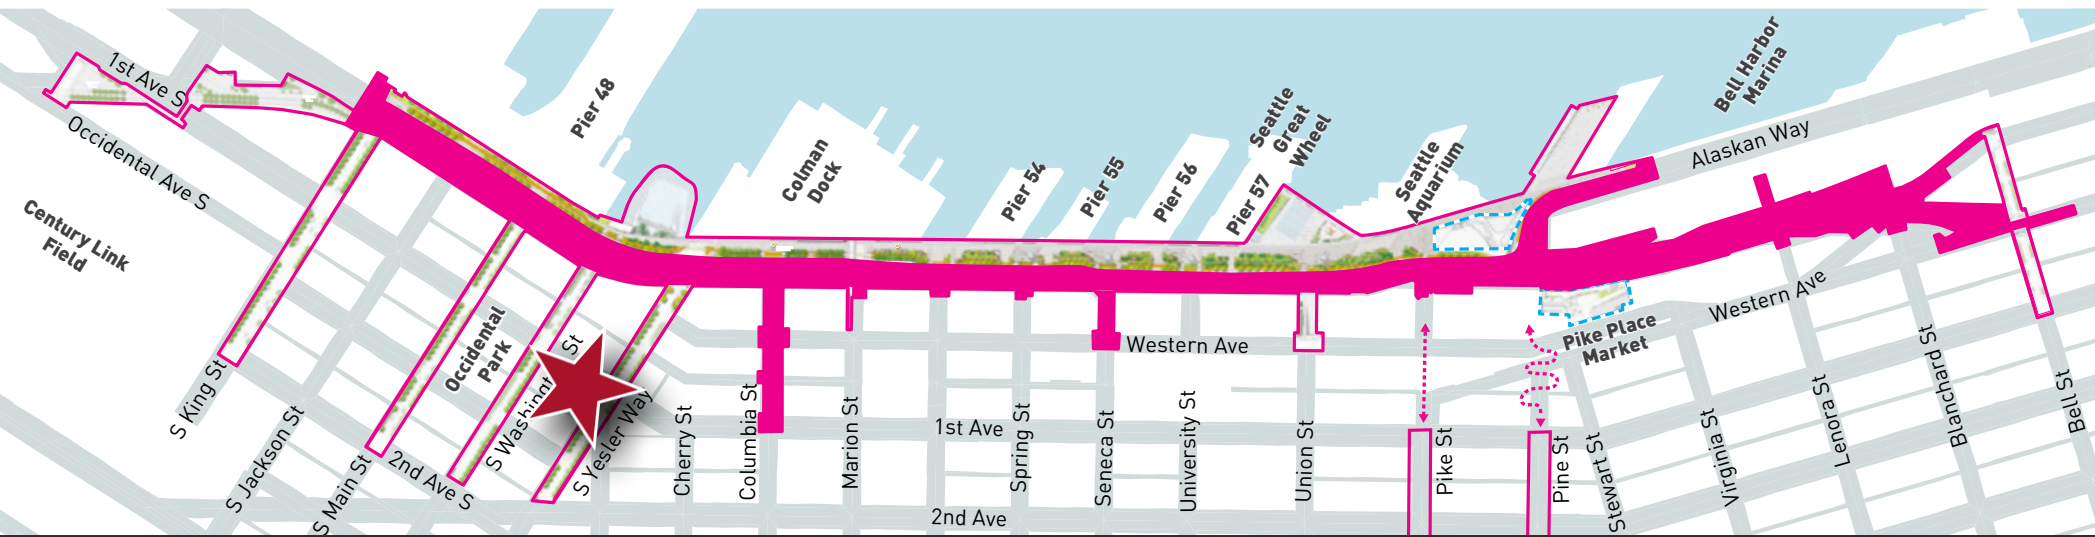 1st Ave S
Occidental Ave S
Century Link
Field
Pier 48
Colman
Dock
Pier 54
Pier 55
Pier 56
Pier 57
Seattle
Great
Wheel
Seattle
Aquarium
Bell Harbor
Marina
Alaskan Way
Occidental
Park
Western Ave
Western Ave
Pike Place
Market
1st Ave
2nd Ave
2nd Ave S
S King St
S Jackson St
S Main St
S Washint St
S Yesler Way
Cherry St
Columbia St
Marion St
Spring St
Seneca St
University St
Union St
Pike St
Pine St
Stewart St
Virginia St
Lenora St
Blanchard St
Bell St